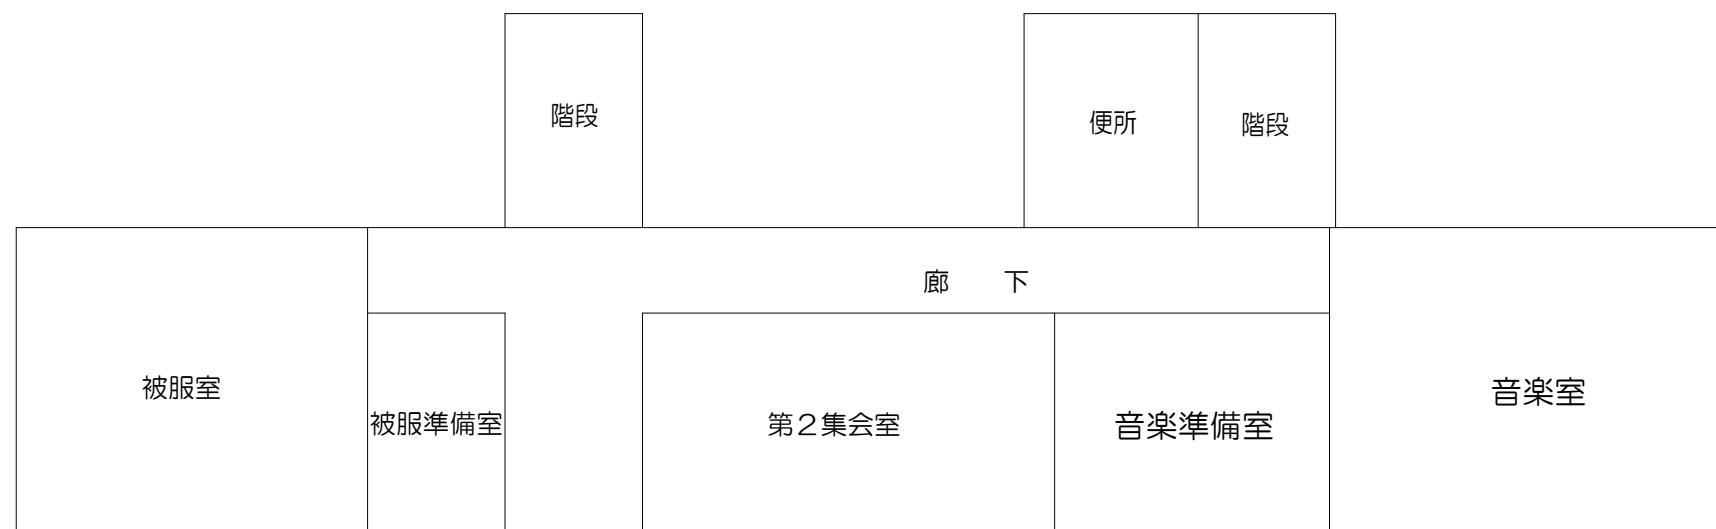 階段
便所
階段
廊　下
被服室
被服準備室
第２集会室
音楽準備室
音楽室